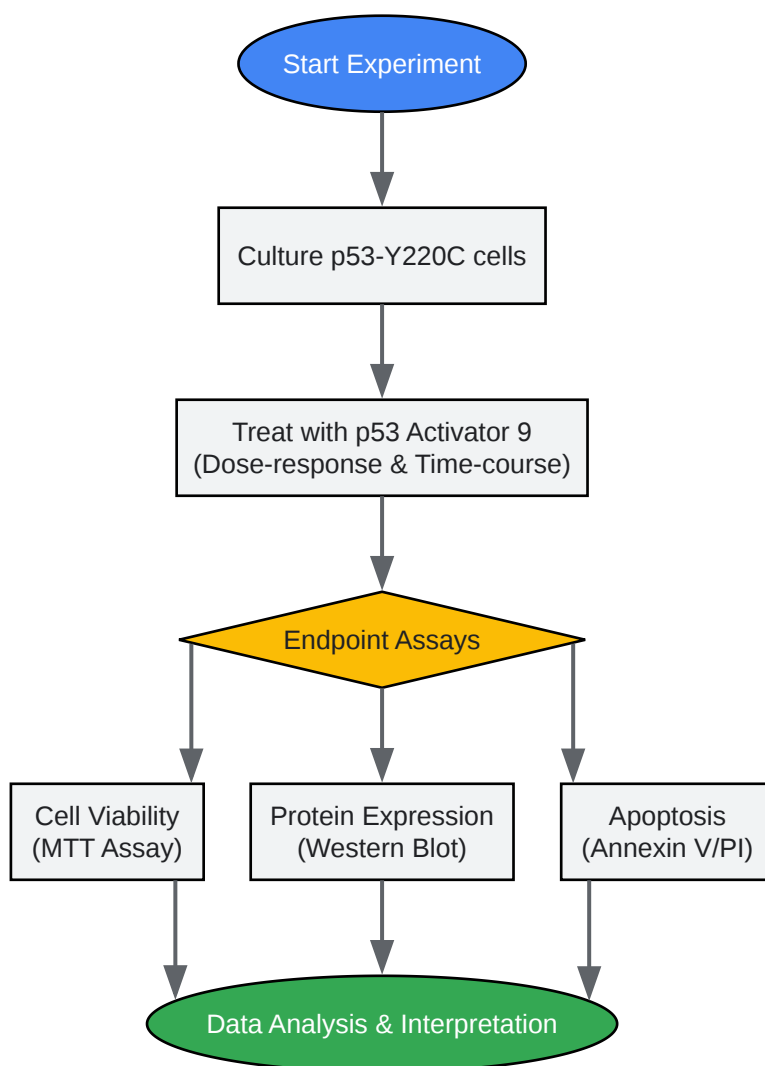 Start Experiment
Culture p53-Y220C cells
Treat with p53 Activator 9
(Dose-response & Time-course)
Endpoint Assays
Cell Viability
(MTT Assay)
Protein Expression
(Western Blot)
Apoptosis
(Annexin V/PI)
Data Analysis & Interpretation